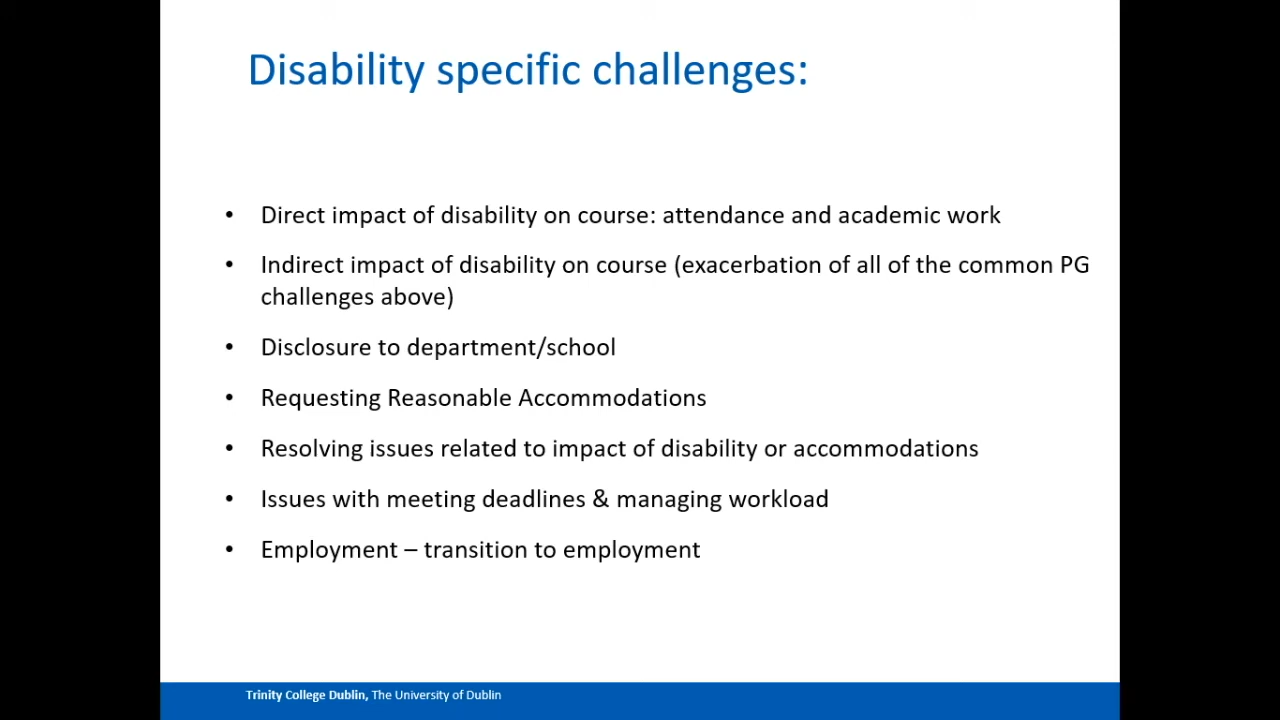 Disability specific challenges:
• Direct impact of disability on course: attendance and academic work
• Indirect impact of disability on course (exacerbation of all of the common PG
challenges above)
• Disclosure to department/school
• Requesting Reasonable Accommodations
• Resolving issues related to impact of disability or accommodations
• Issues with meeting deadlines & managing workload
• Employment – transition to employment
Trinity College Dublin, The University of Dublin